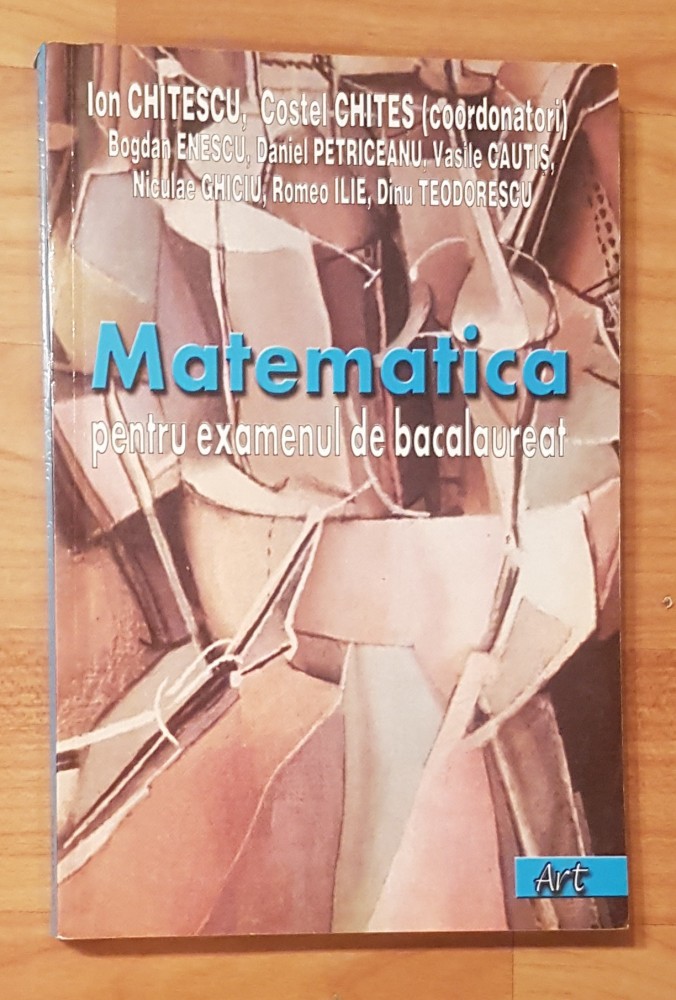 Ion CHITESCU, Costel CHITES (coordonatori)
Bogdan ENESCU, Daniel PETRICEANU, Vasile CAUTIS,
Niculae GHICIU, Romeo ILIE, Dinu TEODORESCU
Matematica
pentru examenul de bacalaureat
Art